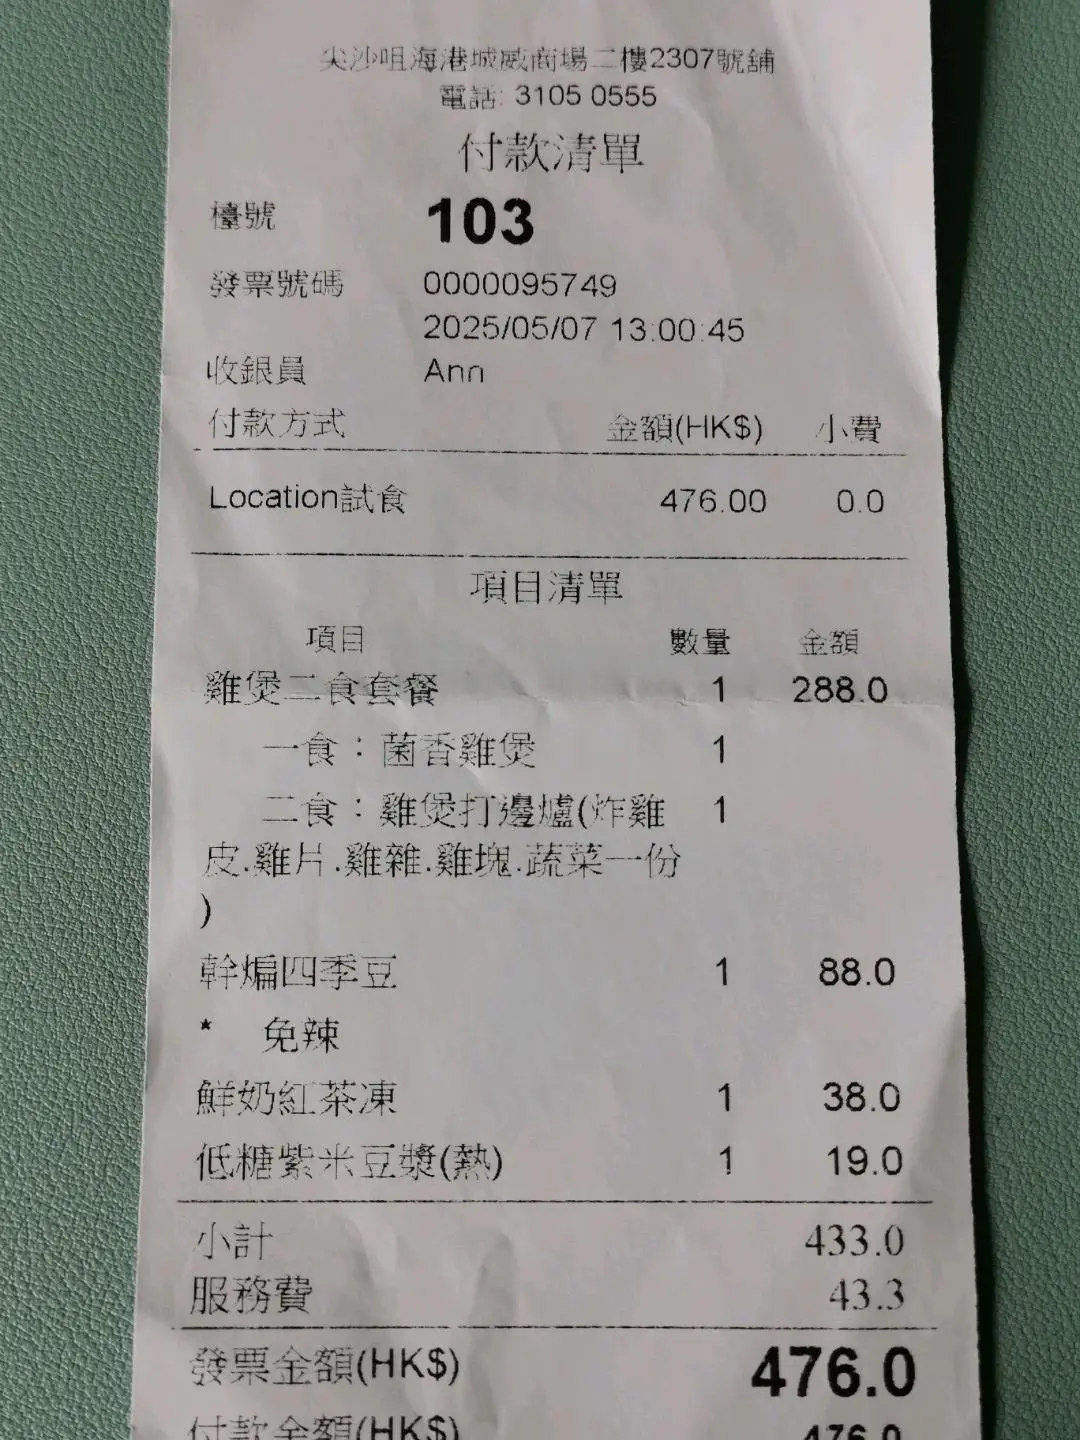 尖沙咀海港城威商場二樓2307號舖
電話: 3105 0555
付款清單
檯號 103
發票號碼 0000095749
2025/05/07 13:00:45
收銀員 Ann
付款方式 金額(HK$) 小費
Location試食 476.00 0.0
項目清單
項目 數量 金額
雞煲二食套餐 1 288.0
一食：菌香雞煲 1
二食：雞煲打邊爐(炸雞 1
皮.雞片.雞雜.雞塊.蔬菜一份
)
幹煸四季豆 1 88.0
* 免辣
鮮奶紅茶凍 1 38.0
低糖紫米豆漿(熱) 1 19.0
小計 433.0
服務費 43.3
發票金額(HK$) 476.0
付款金額(HK$) 476.0